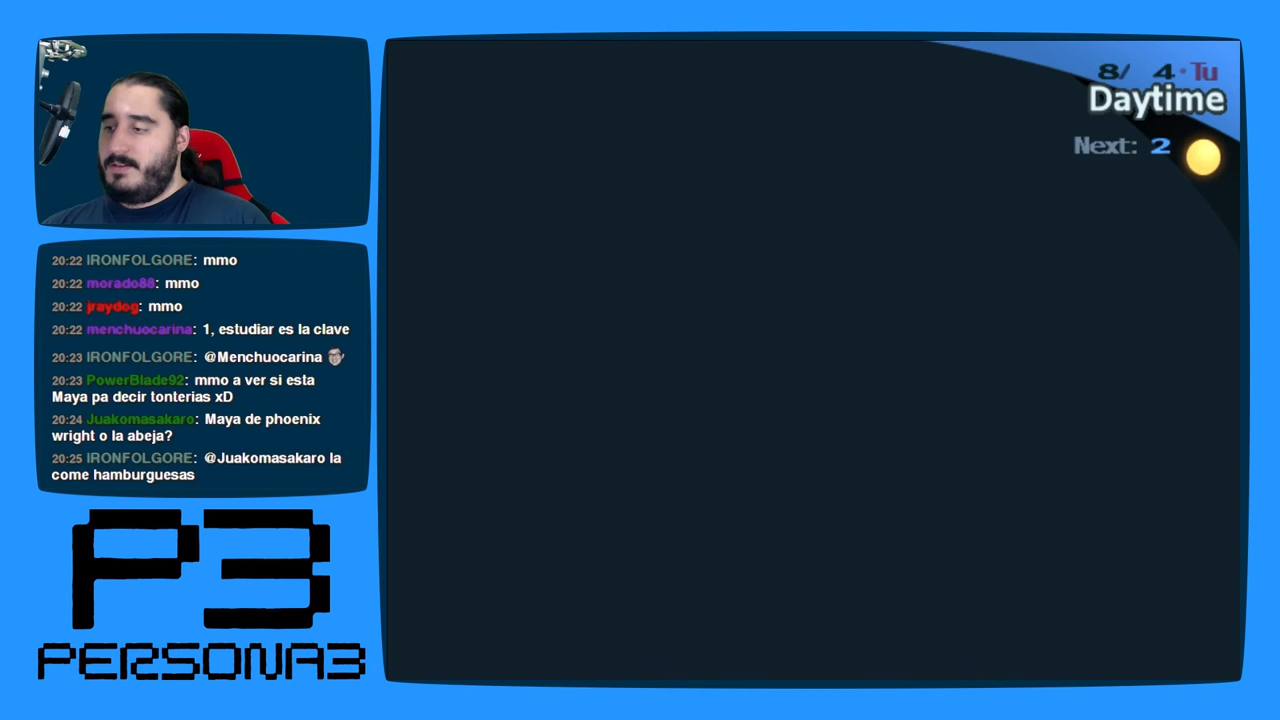 8/ 4・Tu
Daytime
Next: 2
20:22 IRONFOLGORE: mmo
20:22 morado88: mmo
20:22 jraydog: mmo
20:22 menchuocarina: 1, estudiar es la clave
20:23 IRONFOLGORE: @Menchuocarina
20:23 PowerBlade92: mmo a ver si esta
Maya pa decir tonterias xD
20:24 Juakomasakaro: Maya de phoenix
wright o la abeja?
20:25 IRONFOLGORE: @Juakomasakaro la
come hamburguesas
P3
PERSONA3